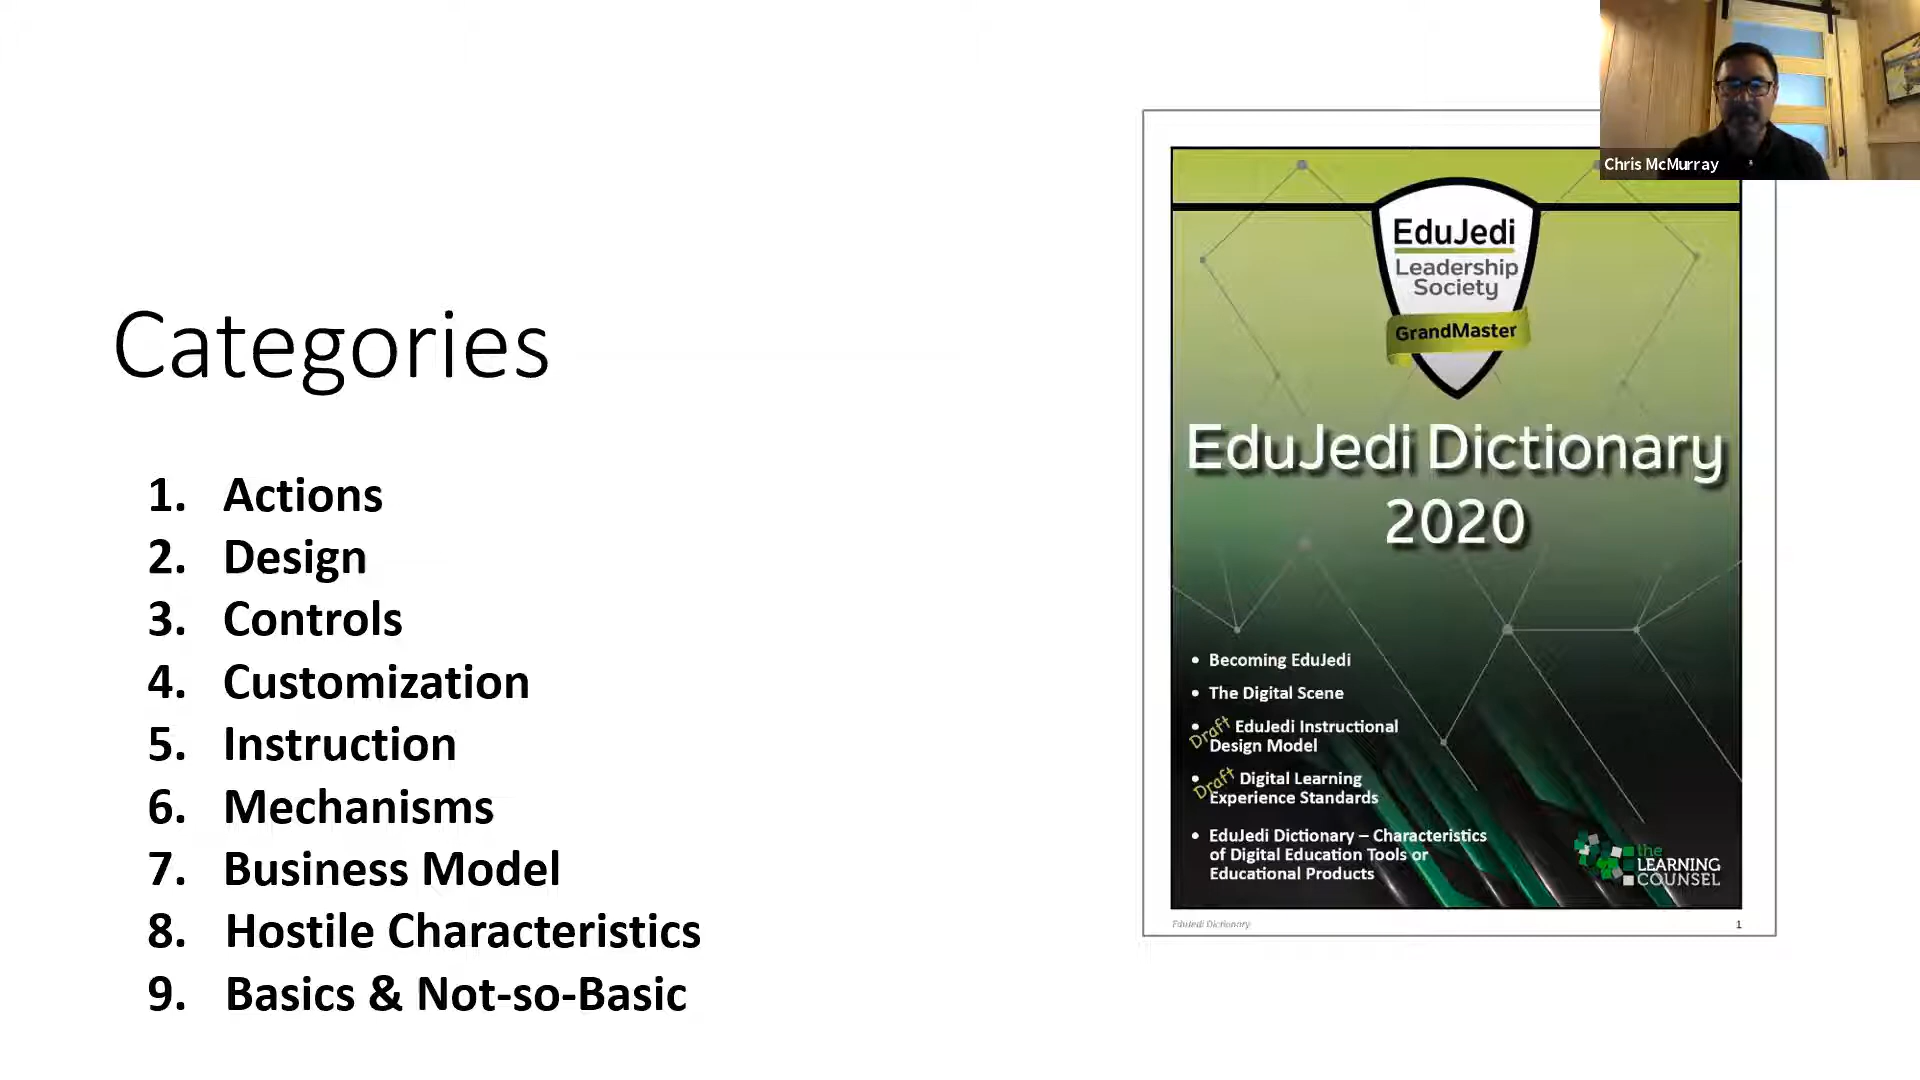 Chris McMurray
Categories
1. Actions
2. Design
3. Controls
4. Customization
5. Instruction
6. Mechanisms
7. Business Model
8. Hostile Characteristics
9. Basics & Not-so-Basic
EduJedi
Leadership
Society
GrandMaster
EduJedi Dictionary
2020
• Becoming EduJedi
• The Digital Scene
• Draft EduJedi Instructional
Design Model
• Draft Digital Learning
Experience Standards
• EduJedi Dictionary – Characteristics
of Digital Education Tools or
Educational Products
the
LEARNING
COUNSEL
EduJedi Dictionary
1